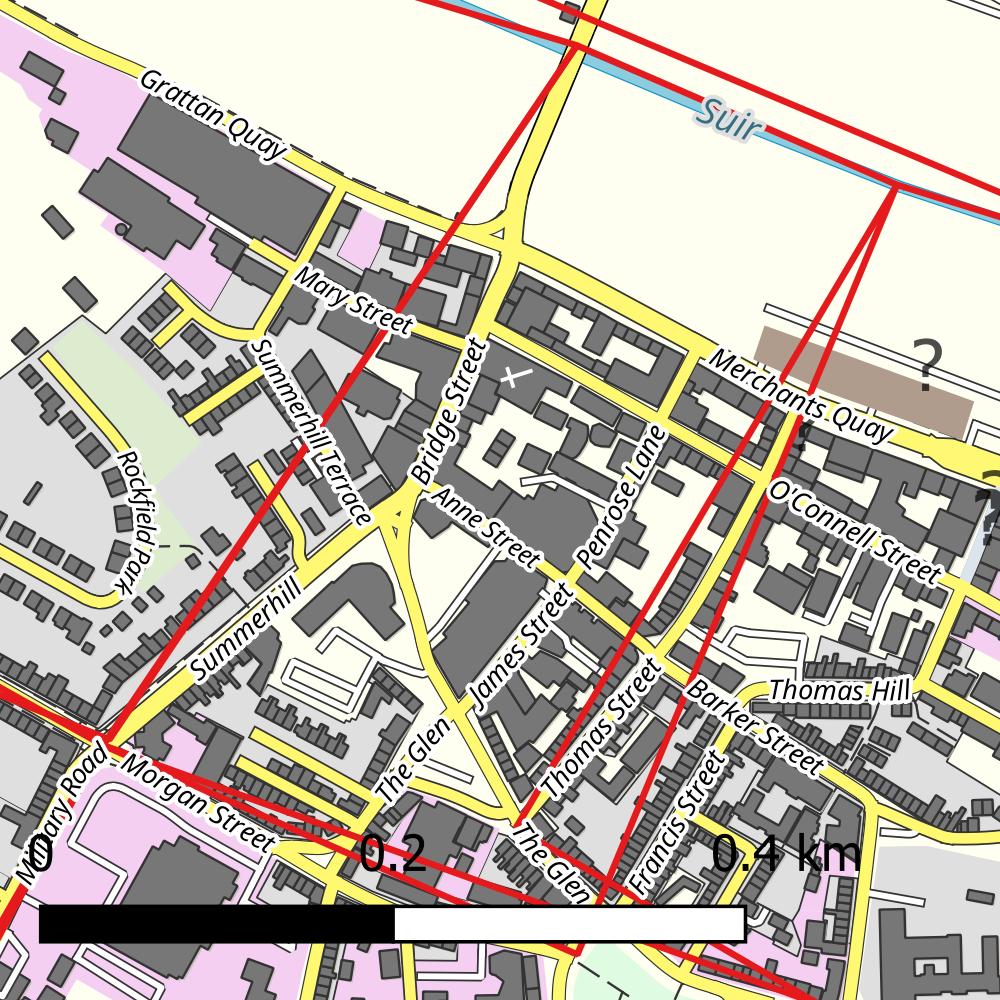 Grattan Quay
Suir
Mary Street
Merchants Quay
?
Summerhill Terrace
Bridge Street
Penrose Lane
Rockfield Park
Anne Street
O'Connell Street
Summerhill
James Street
Thomas Hill
Barker Street
Thomas Street
The Glen
Morgan Street
Francis Street
The Glen
0
0.2
0.4 km